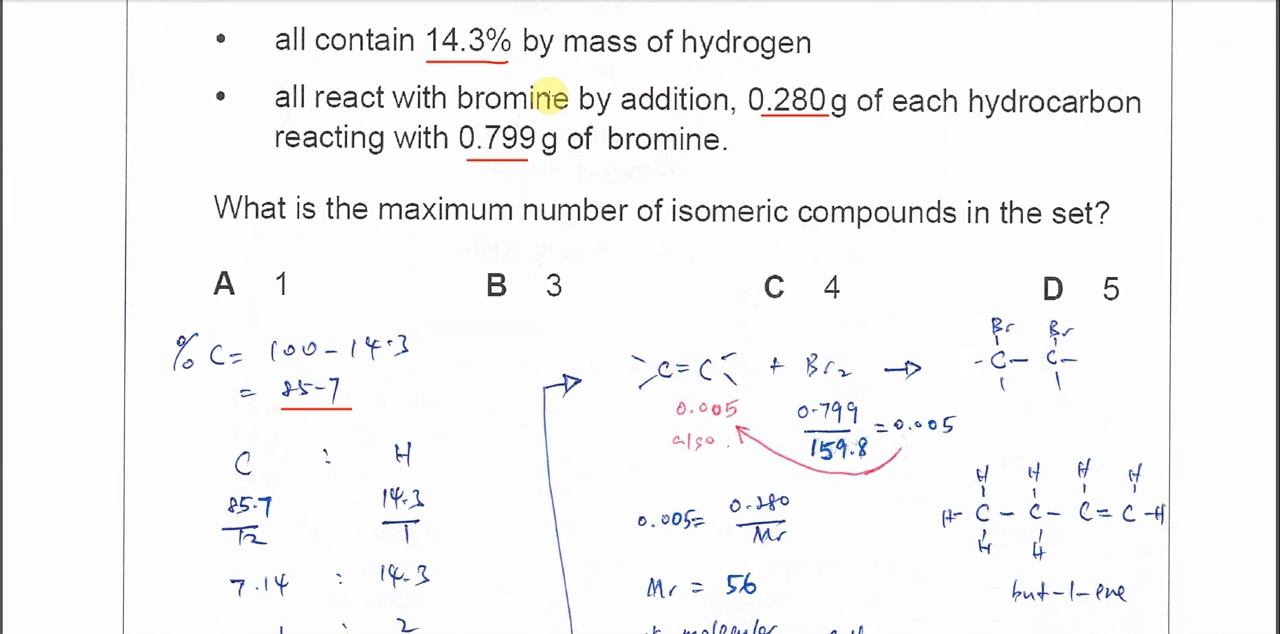 • all contain 14.3% by mass of hydrogen
• all react with bromine by addition, 0.280 g of each hydrocarbon
reacting with 0.799 g of bromine.
What is the maximum number of isomeric compounds in the set?
A 1 B 3 C 4 D 5
% C = 100 - 14.3
= 85-7
C : H
85.7 / 12 14.3 / 1
7.14 : 14.3
1 : 2
C = C + Br2 →
0.005
also
0.799 / 159.8 = 0.005
0.005 = 0.280 / Mr
Mr = 56
molecular
Br Br
- C - C -
H H H H
H - C - C - C = C - H
H H
but-1-ene